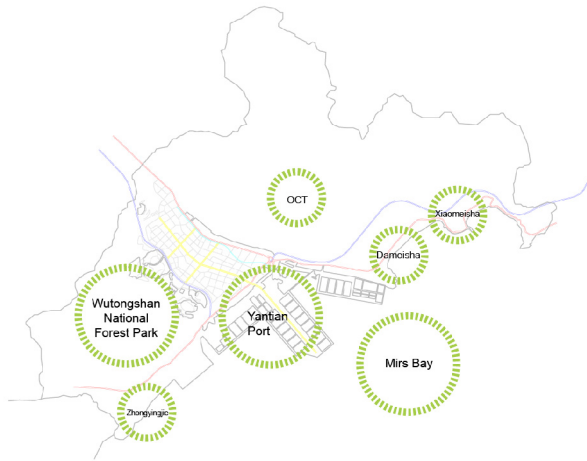 OCT
Xiaomeisha
Dameisha
Wutongshan
National
Forest Park
Yantian
Port
Mirs Bay
Zhongyingjie